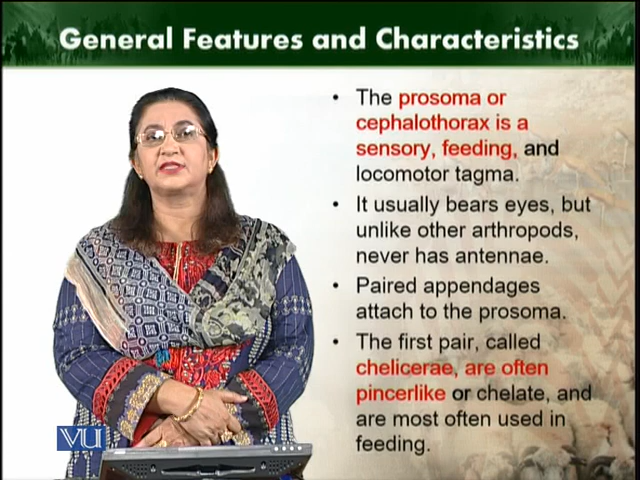 General Features and Characteristics
• The prosoma or
cephalothorax is a
sensory, feeding, and
locomotor tagma.
• It usually bears eyes, but
unlike other arthropods,
never has antennae.
• Paired appendages
attach to the prosoma.
• The first pair, called
chelicerae, are often
pincerlike or chelate, and
are most often used in
feeding.
VU